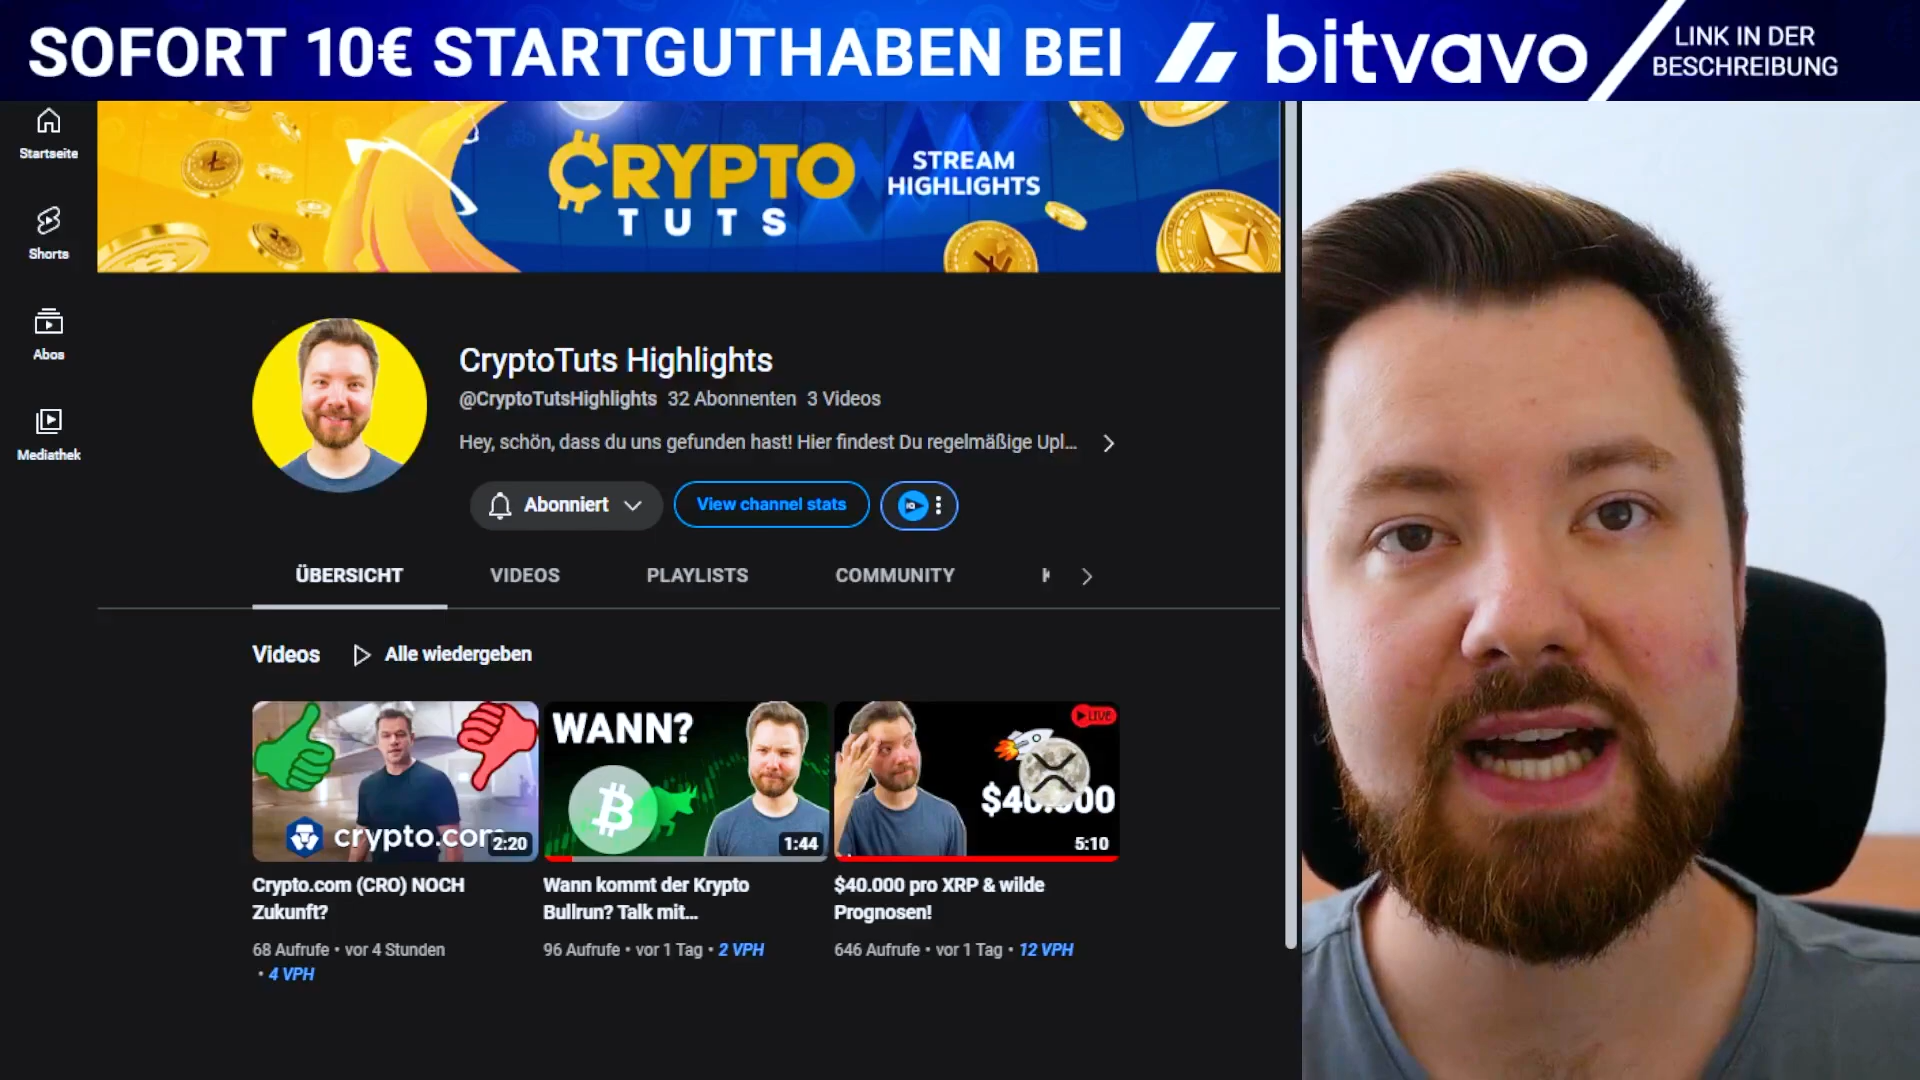 SOFORT 10€ STARTGUTHABEN BEI bitvavo
LINK IN DER
BESCHREIBUNG
Startseite
Shorts
Abos
Mediathek
CRYPTO
TUTS
STREAM
HIGHLIGHTS
CryptoTuts Highlights
@CryptoTutsHighlights 32 Abonnenten 3 Videos
Hey, schön, dass du uns gefunden hast! Hier findest Du regelmäßige Upl...
Abonniert
View channel stats
ÜBERSICHT VIDEOS PLAYLISTS COMMUNITY
Videos Alle wiedergeben
crypto.com
2:20
WANN?
1:44
LIVE
$40.000
5:10
Crypto.com (CRO) NOCH
Zukunft?
68 Aufrufe • vor 4 Stunden
• 4 VPH
Wann kommt der Krypto
Bullrun? Talk mit...
96 Aufrufe • vor 1 Tag • 2 VPH
$40.000 pro XRP & wilde
Prognosen!
646 Aufrufe • vor 1 Tag • 12 VPH